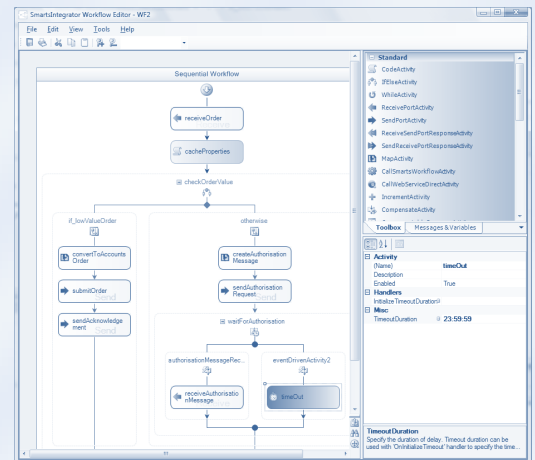 SmartsIntegrator Workflow Editor - WF2
File Edit View Tools Help
Sequential Workflow
receiveOrder
cacheProperties
checkOrderValue
if_lowValueOrder
otherwise
convertToAccounts
Order
createAuthorisation
Message
submitOrder
Send
sendAuthorisation
Request
sendAcknowledge
ment
Send
waitForAuthorisation
authorisationMessageRec...
eventDrivenActivity2
receiveAuthorisatio
nMessage
timeOut
Standard
CodeActivity
IfElseActivity
WhileActivity
ReceivePortActivity
SendPortActivity
ReceiveSendPortResponseActivity
SendReceivePortResponseActivity
MapActivity
CallSmartsWorkflowActivity
CallWebServiceDirectActivity
IncrementActivity
CompensateActivity
Toolbox Messages & Variables
Activity
(Name) timeOut
Description
Enabled True
Handlers
InitializeTimeoutDuration
Misc
TimeoutDuration 23:59:59
TimeoutDuration
Specify the duration of delay. Timeout duration can be
used with 'OnInitializeTimeout' handler to specify the time...